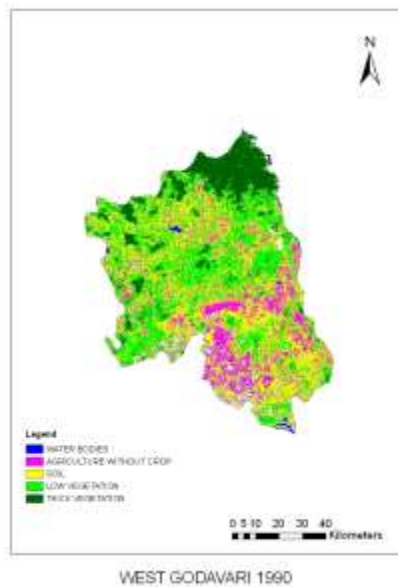 N
Legend
WATER BODIES
AGRICULTURE WITHOUT CROP
SOIL
LOW VEGETATION
THICK VEGETATION
0 5 10 20 30 40
Kilometers
WEST GODAVARI 1990